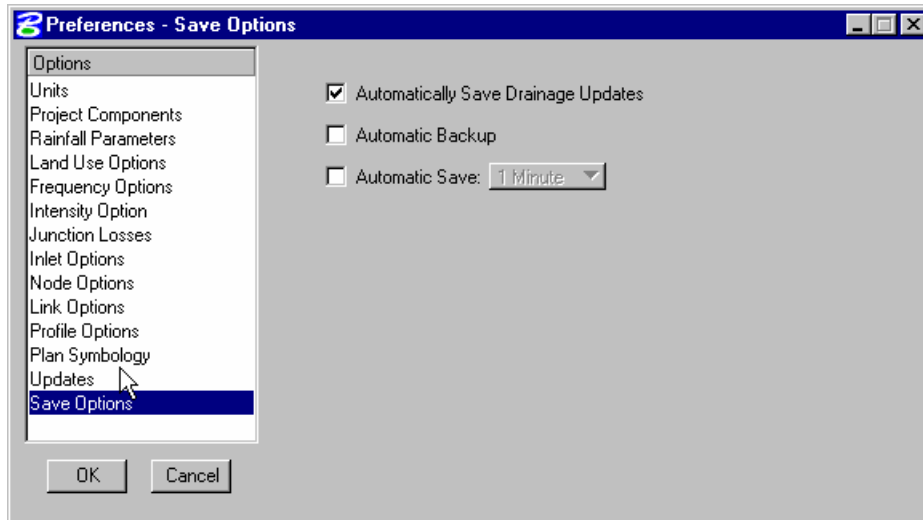 Preferences - Save Options
Options
Units
Project Components
Rainfall Parameters
Land Use Options
Frequency Options
Intensity Option
Junction Losses
Inlet Options
Node Options
Link Options
Profile Options
Plan Symbology
Updates
Save Options
Automatically Save Drainage Updates
Automatic Backup
Automatic Save: 1 Minute
OK Cancel